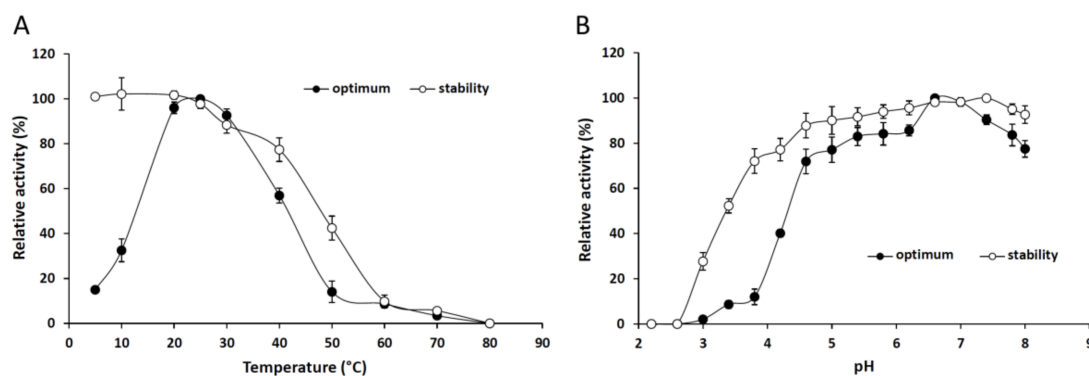 A
Relative activity (%)
120
100
80
60
40
20
0
optimum
stability
0 10 20 30 40 50 60 70 80 90
Temperature (°C)
B
Relative activity (%)
120
100
80
60
40
20
0
optimum
stability
2 3 4 5 6 7 8 9
pH